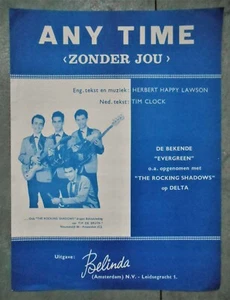 ANY TIME
(ZONDER JOU)
Eng. tekst en muziek: HERBERT HAPPY LAWSON
Ned. tekst: TIM CLOCK
DE BEKENDE
"EVERGREEN"
o.a. opgenomen met
"THE ROCKING SHADOWS"
op DELTA
Uitgave: Belinda
(Amsterdam) N.V. - Leidsegracht 1.